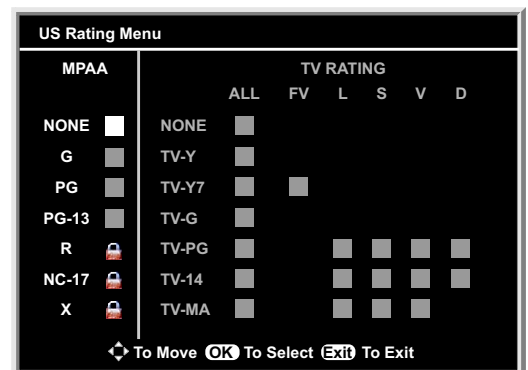 US Rating Menu
MPAA TV RATING
ALL FV L S V D
NONE NONE
G TV-Y
PG TV-Y7
PG-13 TV-G
R TV-PG
NC-17 TV-14
X TV-MA
To Move OK To Select Exit To Exit